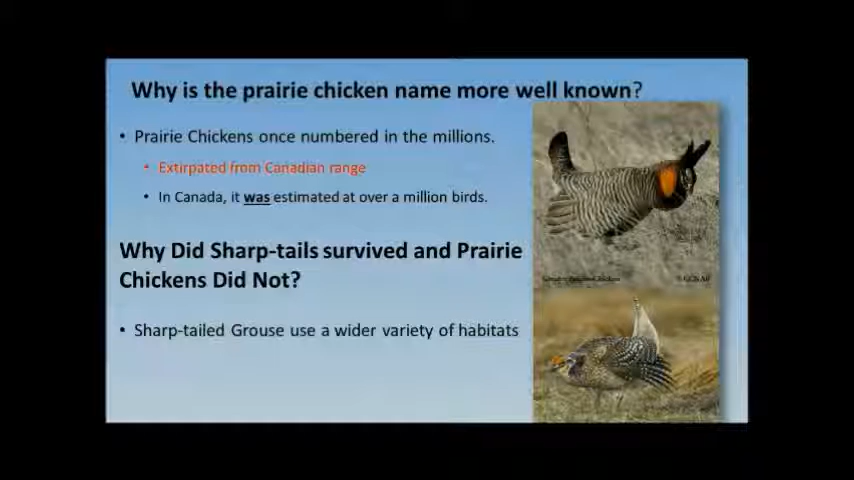 Why is the prairie chicken name more well known?
• Prairie Chickens once numbered in the millions.
• Extirpated from Canadian range
• In Canada, it was estimated at over a million birds.
Why Did Sharp-tails survived and Prairie
Chickens Did Not?
• Sharp-tailed Grouse use a wider variety of habitats